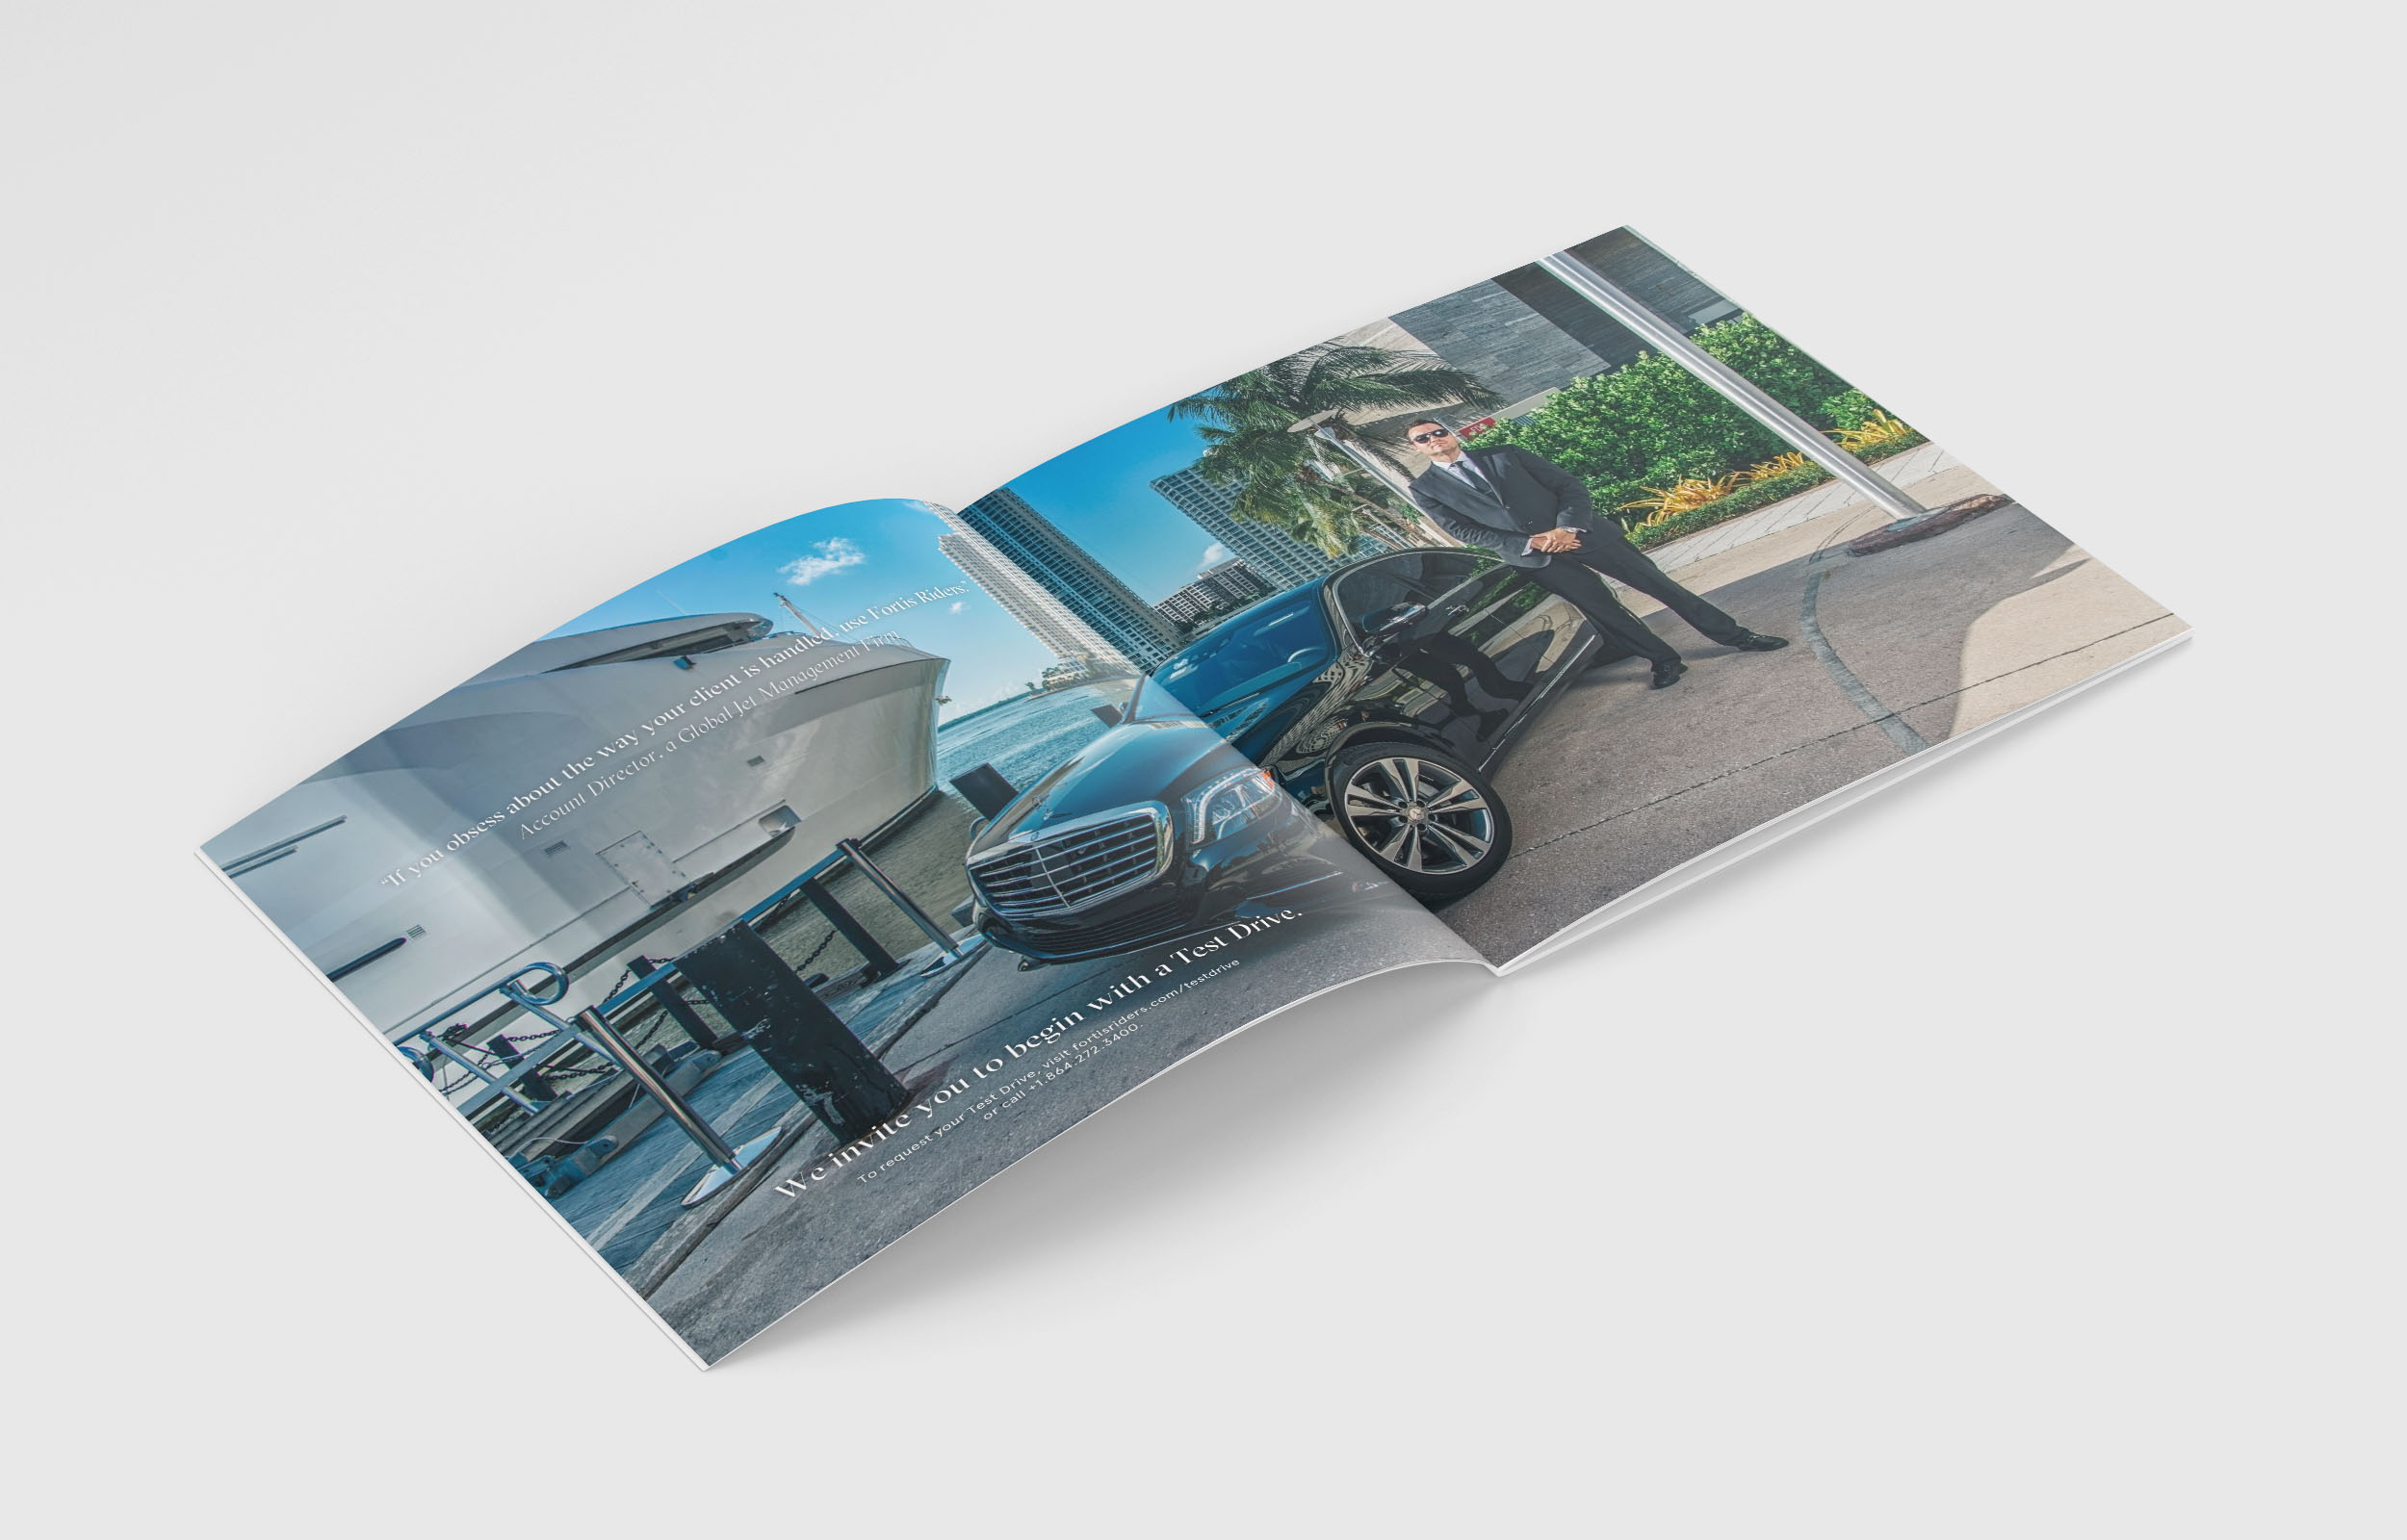 “If you obsess about the way your client is handled, use Fortis Riders.”
Account Director, a Global Jet Management Firm
We invite you to begin with a Test Drive.
To request your Test Drive, visit fortisriders.com/testdrive
or call +1.864.272.3400.